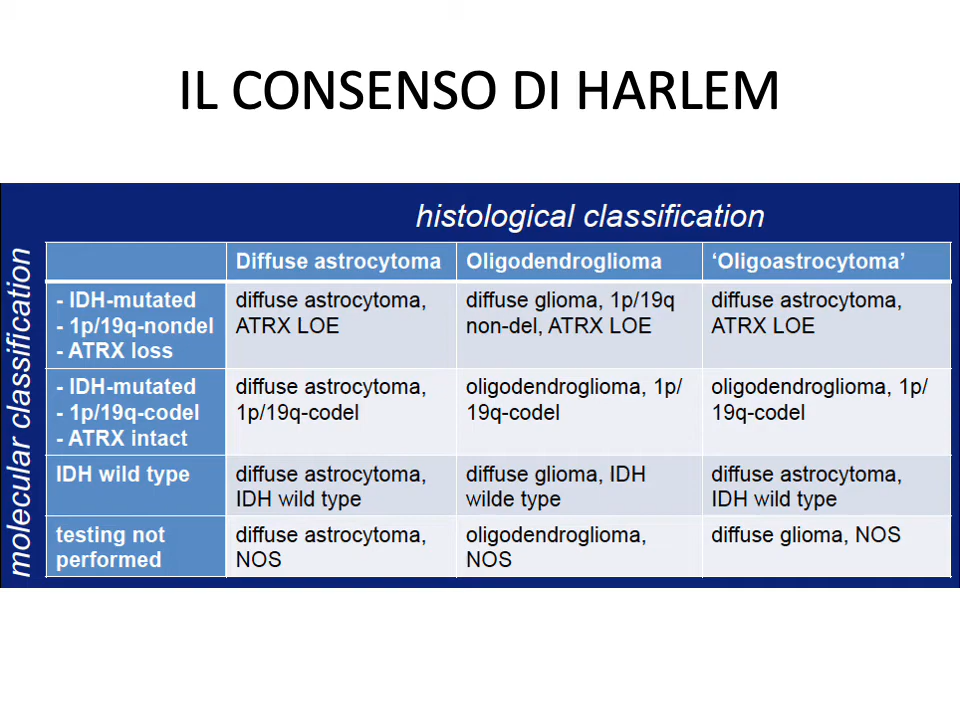 IL CONSENSO DI HARLEM
histological classification
molecular classification
Diffuse astrocytoma
Oligodendroglioma
‘Oligoastrocytoma’
- IDH-mutated
- 1p/19q-nondel
- ATRX loss
diffuse astrocytoma,
ATRX LOE
diffuse glioma, 1p/19q
non-del, ATRX LOE
diffuse astrocytoma,
ATRX LOE
- IDH-mutated
- 1p/19q-codel
- ATRX intact
diffuse astrocytoma,
1p/19q-codel
oligodendroglioma, 1p/
19q-codel
oligodendroglioma, 1p/
19q-codel
IDH wild type
diffuse astrocytoma,
IDH wild type
diffuse glioma, IDH
wilde type
diffuse astrocytoma,
IDH wild type
testing not
performed
diffuse astrocytoma,
NOS
oligodendroglioma,
NOS
diffuse glioma, NOS